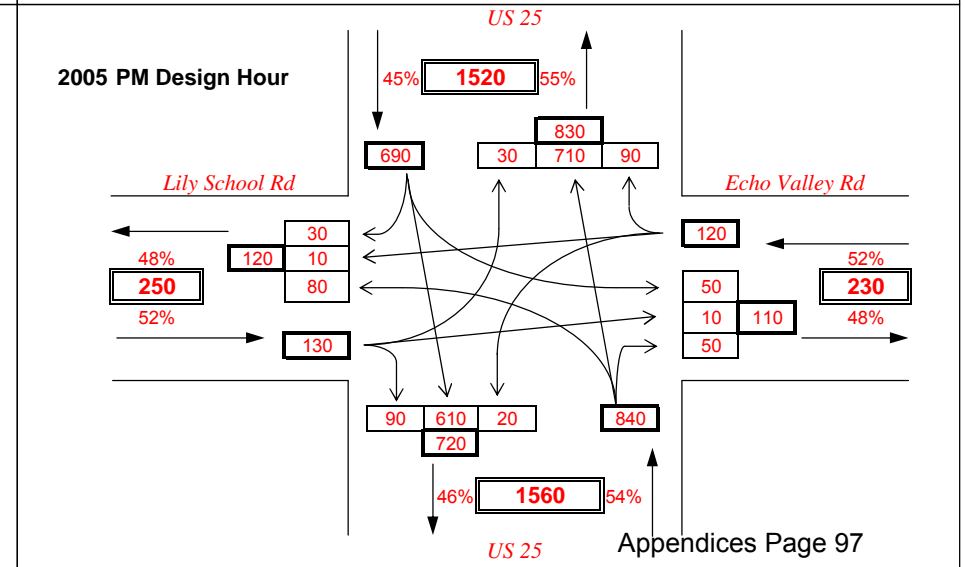 US 25
2005 PM Design Hour
45% 1520 55%
830
690 30 710 90
Lily School Rd Echo Valley Rd
30 120
48% 120 10 52%
250 80 50 230
52% 10 110 48%
130 50
90 610 20 840
720
46% 1560 54%
US 25 Appendices Page 97